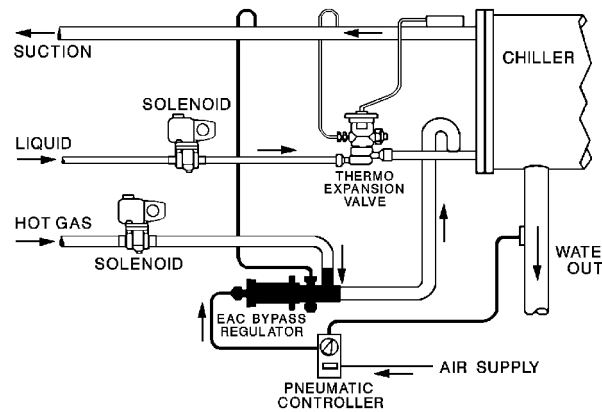 SUCTION
CHILLER
SOLENOID
LIQUID
THERMO
EXPANSION
VALVE
HOT GAS
SOLENOID
WATE
OUT
EAC BYPASS
REGULATOR
AIR SUPPLY
PNEUMATIC
CONTROLLER